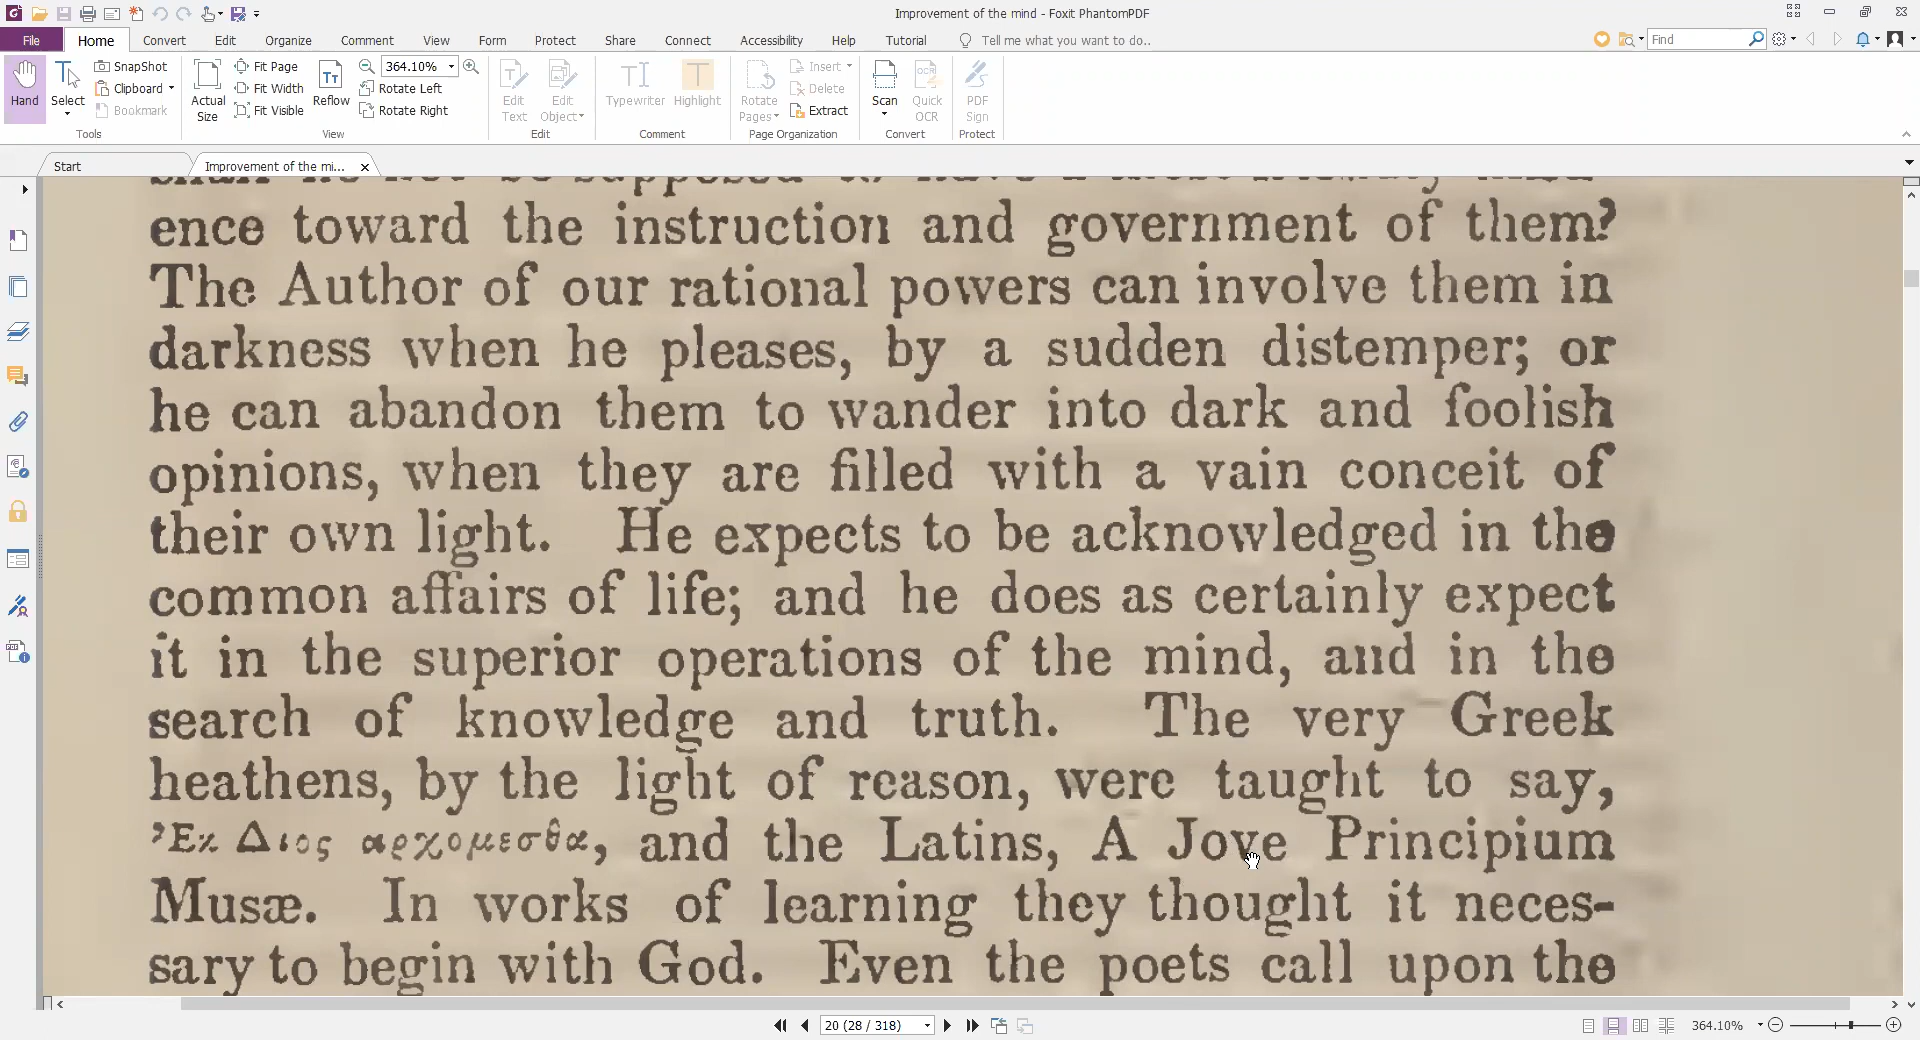 Improvement of the mind - Foxit PhantomPDF
File Home Convert Edit Organize Comment View Form Protect Share Connect Accessibility Help Tutorial Tell me what you want to do.. Find
Hand Select SnapShot Clipboard Bookmark Actual Size Fit Page Fit Width Fit Visible Reflow 364.10% Rotate Left Rotate Right Edit Text Edit Object Typewriter Highlight Rotate Pages Insert Delete Extract Scan Quick OCR PDF Sign
Tools View Edit Comment Page Organization Convert Protect
Start Improvement of the mi...
ence toward the instruction and government of them?
The Author of our rational powers can involve them in
darkness when he pleases, by a sudden distemper; or
he can abandon them to wander into dark and foolish
opinions, when they are filled with a vain conceit of
their own light. He expects to be acknowledged in the
common affairs of life; and he does as certainly expect
it in the superior operations of the mind, and in the
search of knowledge and truth. The very Greek
heathens, by the light of reason, were taught to say,
Ἐκ Διος αρχομεσθα, and the Latins, A Jove Principium
Musæ. In works of learning they thought it neces-
sary to begin with God. Even the poets call upon the
20 (28 / 318) 364.10%